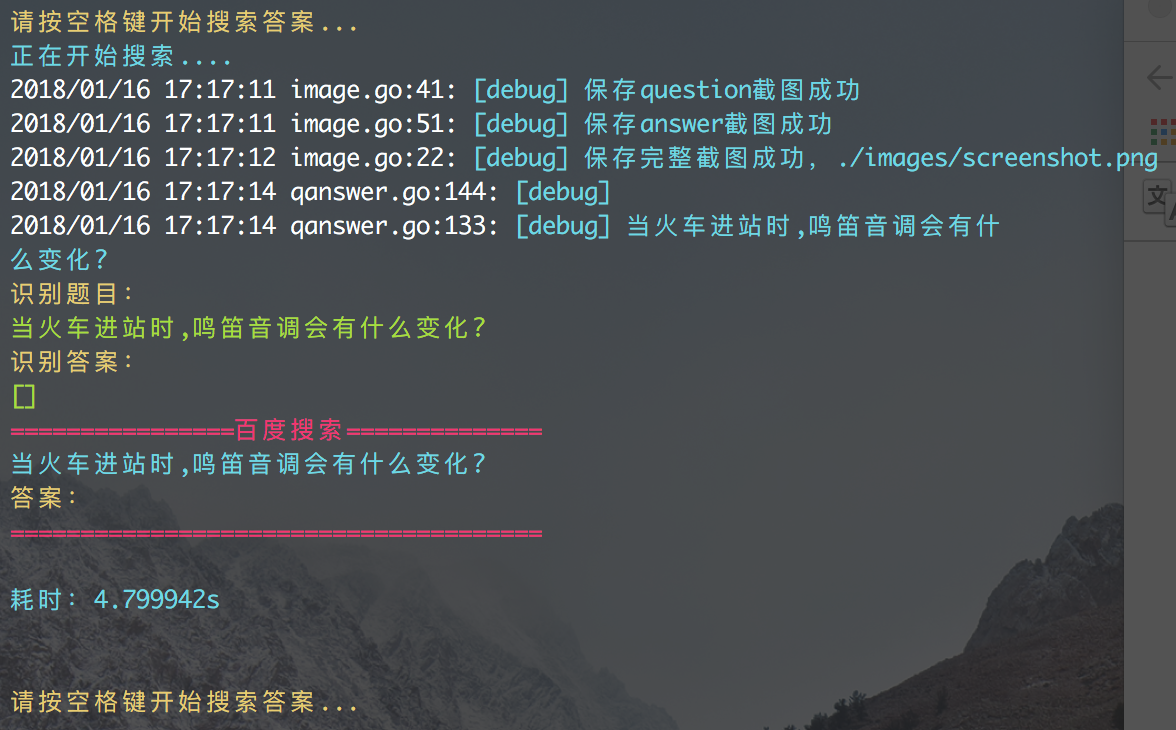 请按空格键开始搜索答案...
正在开始搜索....
2018/01/16 17:17:11 image.go:41: [debug] 保存question截图成功
2018/01/16 17:17:11 image.go:51: [debug] 保存answer截图成功
2018/01/16 17:17:12 image.go:22: [debug] 保存完整截图成功，./images/screenshot.png
2018/01/16 17:17:14 qanswer.go:144: [debug]
2018/01/16 17:17:14 qanswer.go:133: [debug] 当火车进站时,鸣笛音调会有什
么变化?
识别题目：
当火车进站时,鸣笛音调会有什么变化?
识别答案：
[]
================百度搜索==============
当火车进站时,鸣笛音调会有什么变化?
答案：
======================================
耗时：4.799942s
请按空格键开始搜索答案...
文